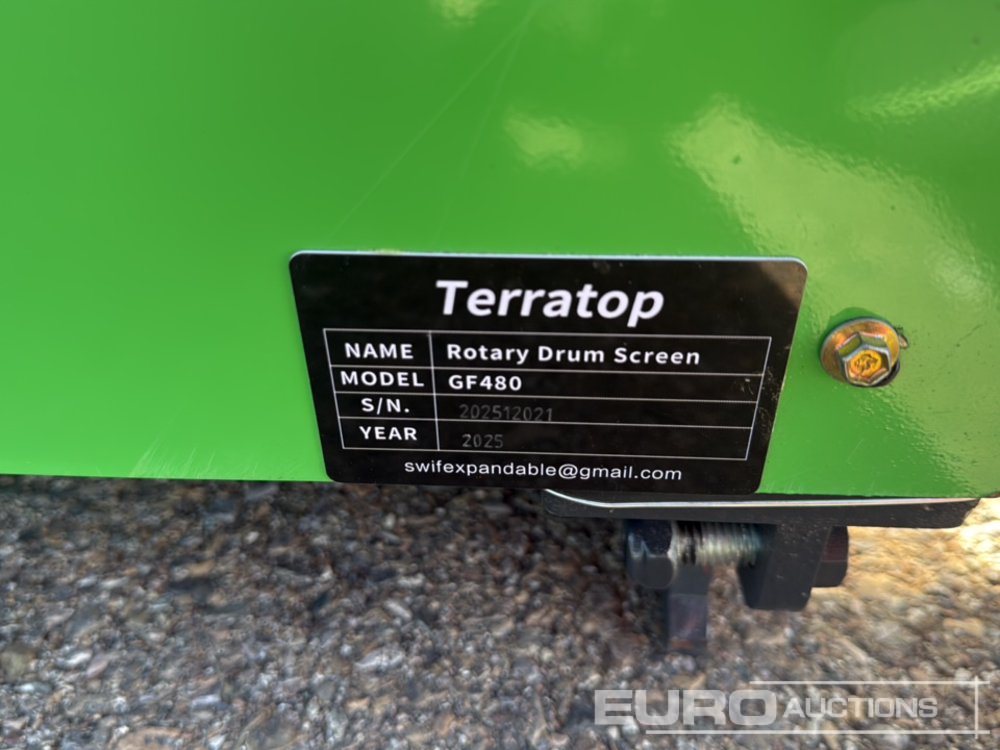 Terratop
NAME Rotary Drum Screen
MODEL GF480
S/N. 202512021
YEAR 2025
swifexpandable@gmail.com
EURO AUCTIONS